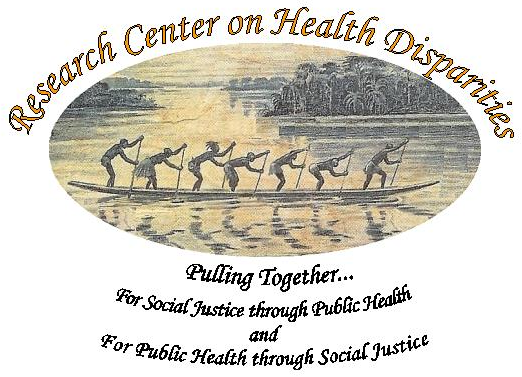 Research Center on Health Disparities
Pulling Together...
For Social Justice through Public Health
and
For Public Health through Social Justice